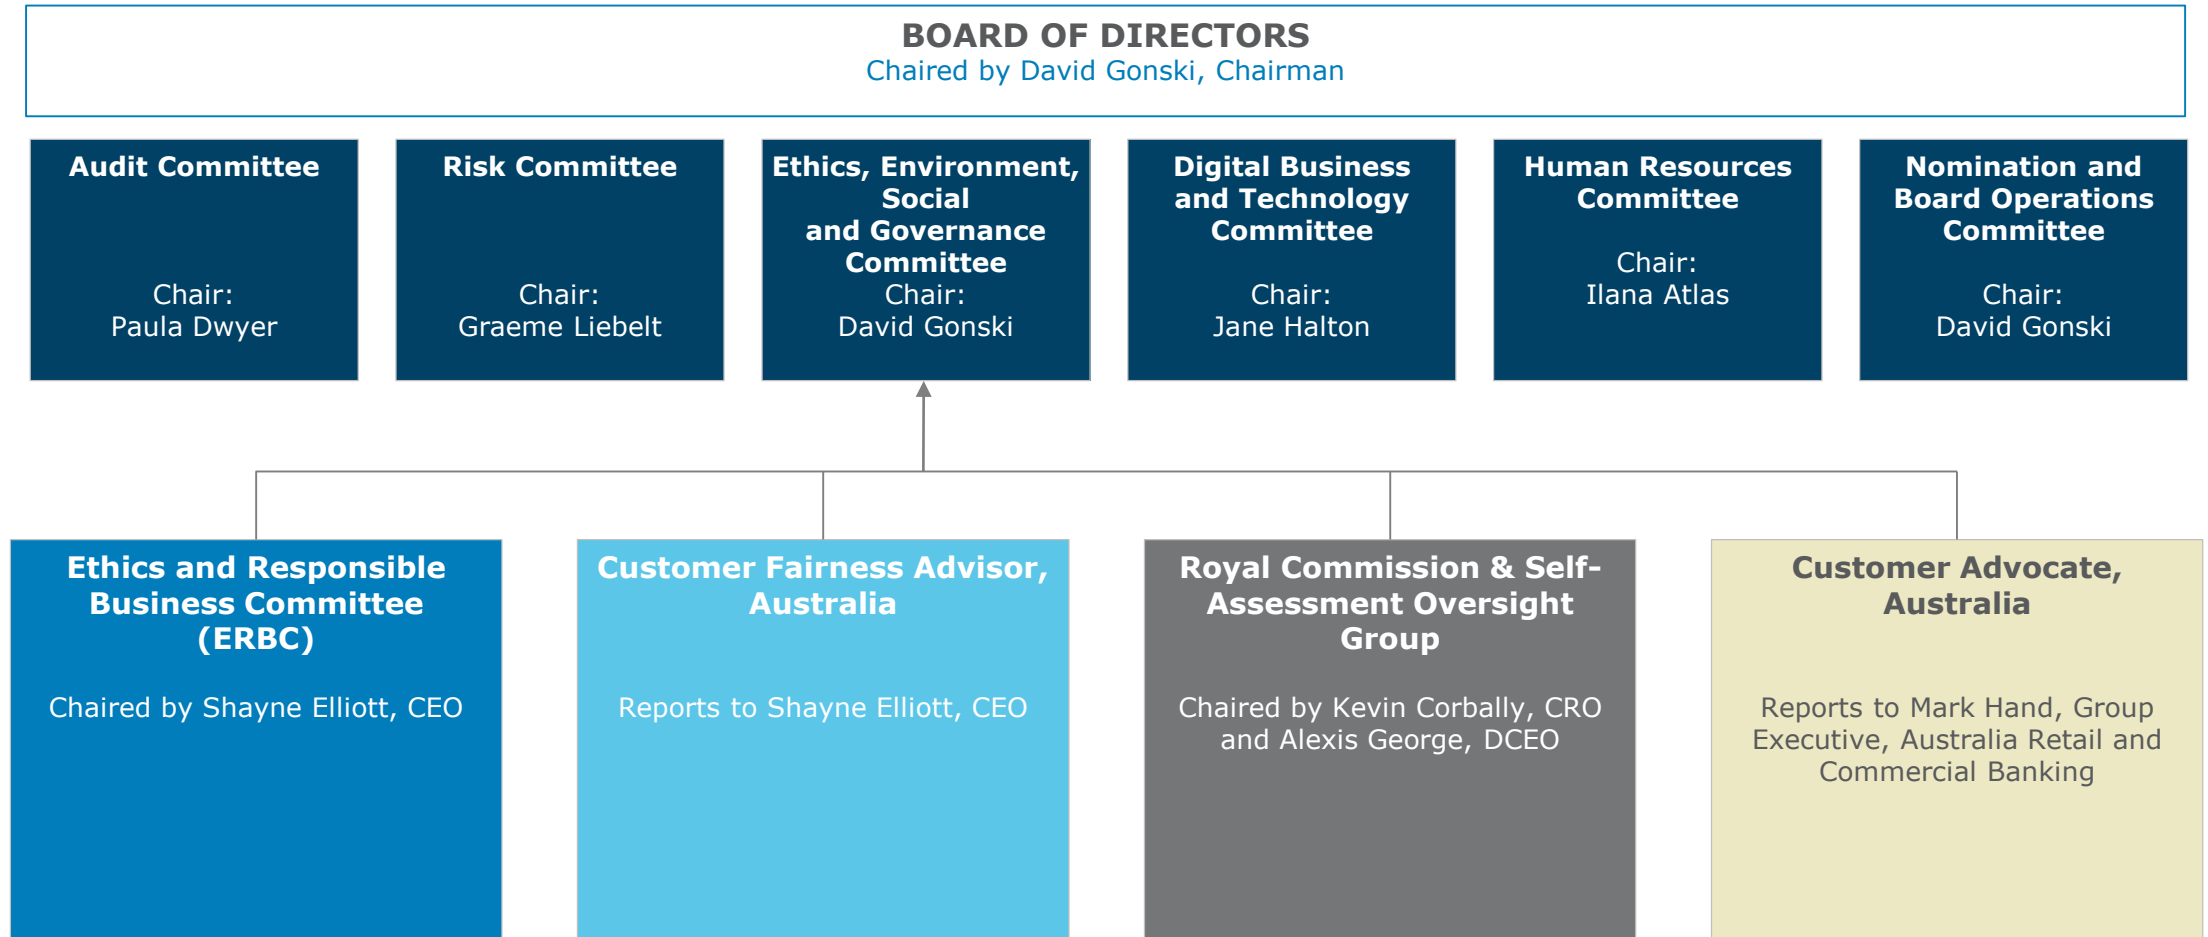 BOARD OF DIRECTORS
Chaired by David Gonski, Chairman
Audit Committee
Chair:
Paula Dwyer
Risk Committee
Chair:
Graeme Liebelt
Ethics, Environment,
Social
and Governance
Committee
Chair:
David Gonski
Digital Business
and Technology
Committee
Chair:
Jane Halton
Human Resources
Committee
Chair:
Ilana Atlas
Nomination and
Board Operations
Committee
Chair:
David Gonski
Ethics and Responsible
Business Committee
(ERBC)
Chaired by Shayne Elliott, CEO
Customer Fairness Advisor,
Australia
Reports to Shayne Elliott, CEO
Royal Commission & Self-
Assessment Oversight
Group
Chaired by Kevin Corbally, CRO
and Alexis George, DCEO
Customer Advocate,
Australia
Reports to Mark Hand, Group
Executive, Australia Retail and
Commercial Banking